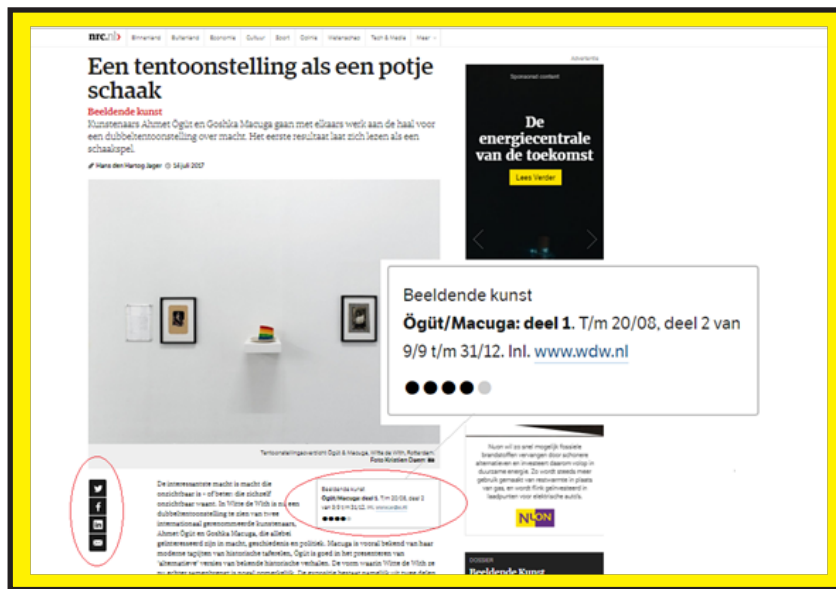 nrc.nl>
Binnenland Buitenland Economie Cultuur Sport Opinie Wetenschap Tech & Media Meer
Een tentoonstelling als een potje
schaak
Beeldende kunst
Kunstenaars Ahmet Ögüt en Goshka Macuga gaan met elkaars werk aan de haal voor
een dubbeltentoonstelling over macht. Het eerste resultaat laat zich lezen als een
schaakspel.
Hans den Hartog Jager 14 juli 2017
Advertentie
Sponsored content
De
energiecentrale
van de toekomst
Lees Verder
Beeldende kunst
Ögüt/Macuga: deel 1. T/m 20/08, deel 2 van
9/9 t/m 31/12. Inl. www.wdw.nl
Tentoonstellingsoverzicht Ögüt & Macuga, Witte de With, Rotterdam.
Foto Kristien Daem
De interessantste macht is macht die
onzichtbaar is – of beter: die zichzelf
onzichtbaar waant. In Witte de With is nu een
dubbeltentoonstelling te zien van twee
internationaal gerenommeerde kunstenaars,
Ahmet Ögüt en Goshka Macuga, die allebei
geïnteresseerd zijn in macht, geschiedenis en politiek. Macuga is vooral bekend van haar
moderne tapijten van historische taferelen, Ögüt is goed in het presenteren van
'alternatieve' versies van bekende historische verhalen. De vorm waarin Witte de With ze
Beeldende kunst
Ögüt/Macuga: deel 1. T/m 20/08, deel 2
van 9/9 t/m 31/12. Inl. www.wdw.nl
Nuon wil zo snel mogelijk fossiele
brandstoffen vervangen door schonere
alternatieven en investeert daarom volop in
duurzame energie. Zo wordt steeds meer
gebruik gemaakt van restwarmte in plaats
van gas, en wordt flink geïnvesteerd in
laadpunten voor elektrische auto's.
NUON
DOSSIER
Beeldende Kunst